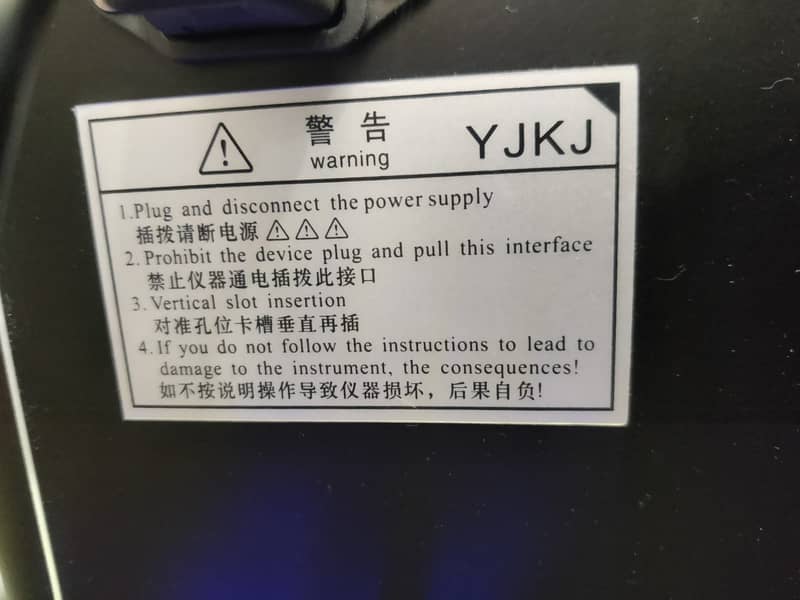 警告
warning
YJKJ
1.Plug and disconnect the power supply
插拨请断电源
2. Prohibit the device plug and pull this interface
禁止仪器通电插拨此接口
3. Vertical slot insertion
对准孔位卡槽垂直再插
4. If you do not follow the instructions to lead to
damage to the instrument, the consequences!
如不按说明操作导致仪器损坏，后果自负!